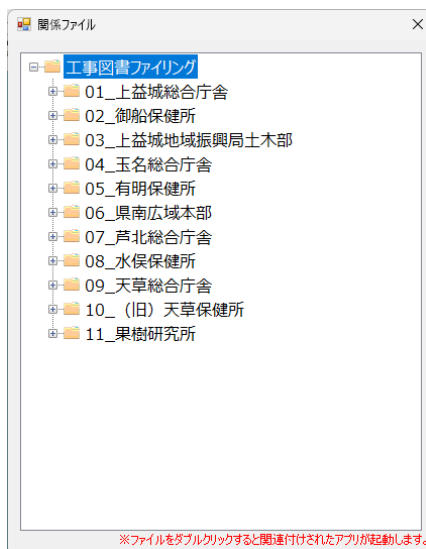 関係ファイル
工事図書ファイリング
01_上益城総合庁舎
02_御船保健所
03_上益城地域振興局土木部
04_玉名総合庁舎
05_有明保健所
06_県南広域本部
07_芦北総合庁舎
08_水俣保健所
09_天草総合庁舎
10_（旧）天草保健所
11_果樹研究所
※ファイルをダブルクリックすると関連付けされたアプリが起動します。